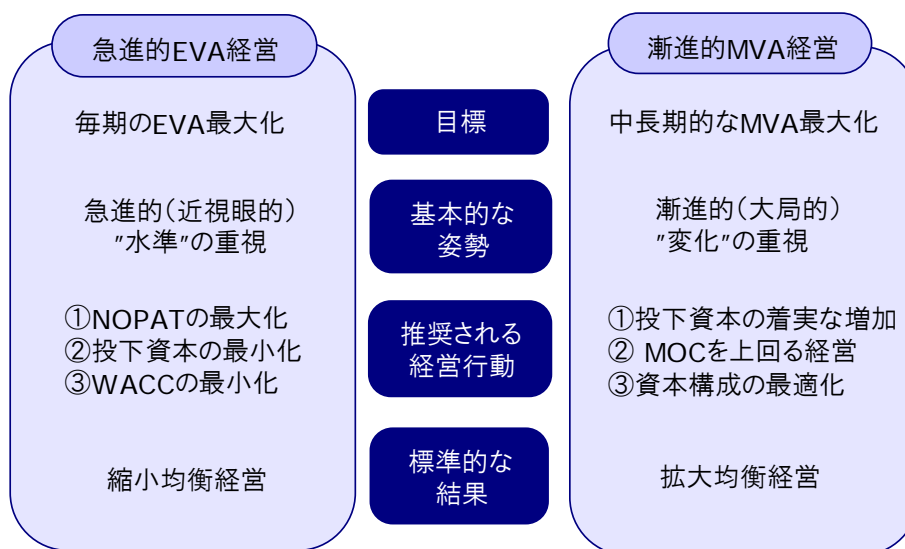 急進的EVA経営
漸進的MVA経営
毎期のEVA最大化
目標
中長期的なMVA最大化
急進的(近視眼的)
”水準”の重視
基本的な
姿勢
漸進的(大局的)
”変化”の重視
①NOPATの最大化
②投下資本の最小化
③WACCの最小化
推奨される
経営行動
①投下資本の着実な増加
② MOCを上回る経営
③資本構成の最適化
縮小均衡経営
標準的な
結果
拡大均衡経営